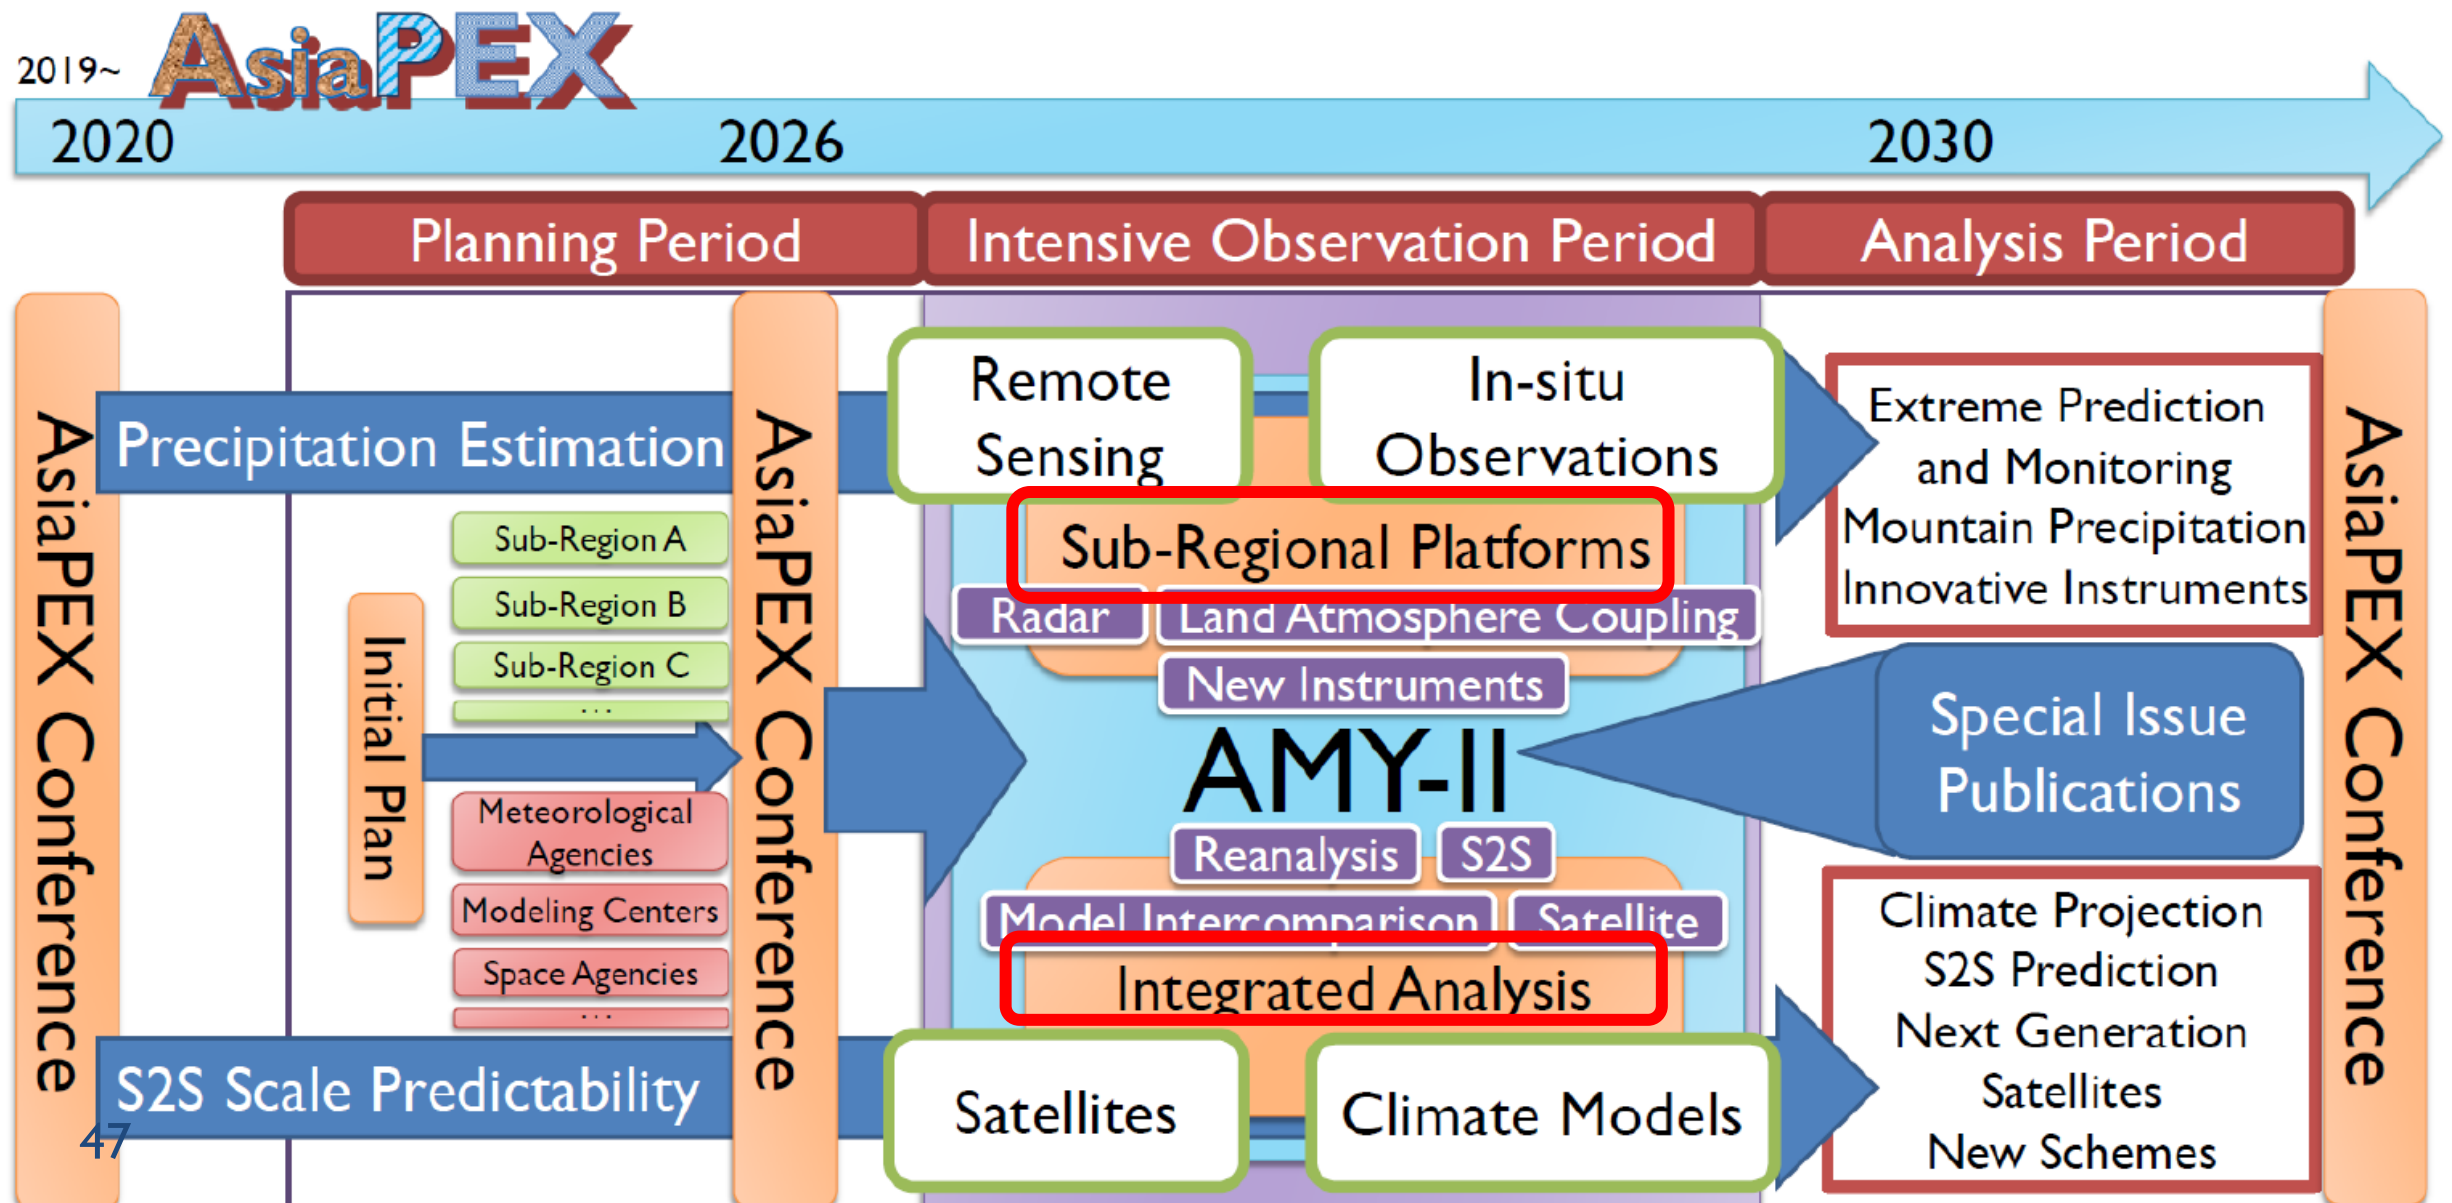 2019~
AsiaPEX
2020
2026
2030
Planning Period
Intensive Observation Period
Analysis Period
AsiaPEX Conference
Precipitation Estimation
Initial Plan
Sub-Region A
Sub-Region B
Sub-Region C
...
Meteorological
Agencies
Modeling Centers
Space Agencies
...
S2S Scale Predictability
47
AsiaPEX Conference
Remote
Sensing
In-situ
Observations
Sub-Regional Platforms
Radar
Land Atmosphere Coupling
New Instruments
AMY-II
Reanalysis
S2S
Model Intercomparison
Satellite
Integrated Analysis
Satellites
Climate Models
Extreme Prediction
and Monitoring
Mountain Precipitation
Innovative Instruments
Special Issue
Publications
Climate Projection
S2S Prediction
Next Generation
Satellites
New Schemes
AsiaPEX Conference